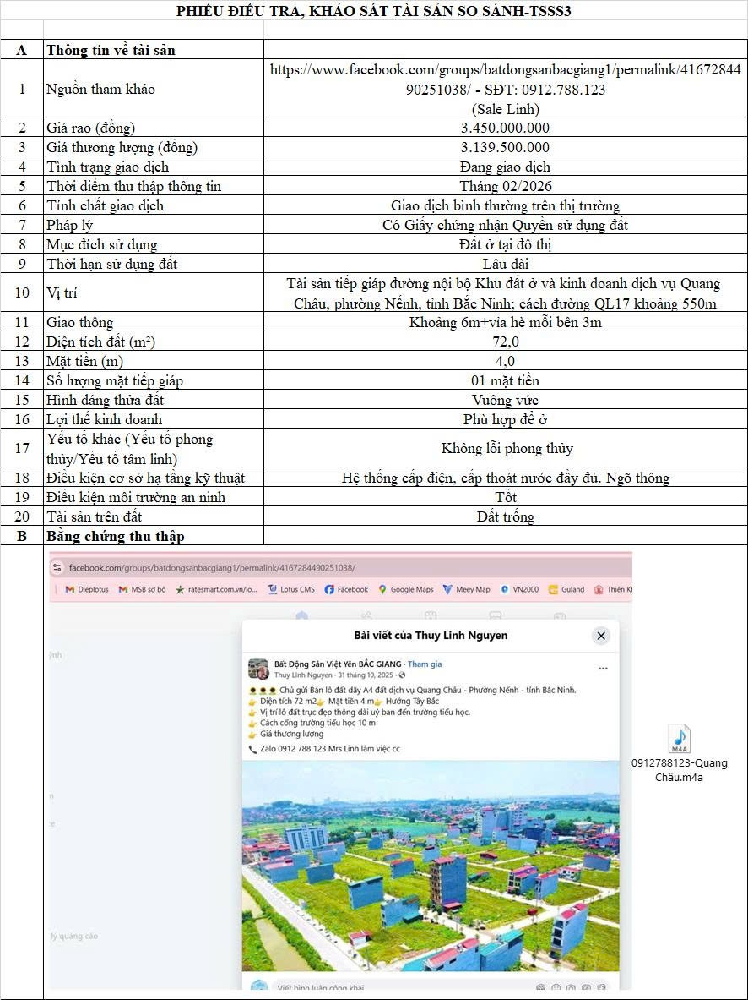 PHIẾU ĐIỀU TRA, KHẢO SÁT TÀI SẢN SO SÁNH-TSSS3
A Thông tin về tài sản
1 Nguồn tham khảo https://www.facebook.com/groups/batdongsanbacgiang1/permalink/41672844
90251038/ - SĐT: 0912.788.123
(Sale Linh)
2 Giá rao (đồng) 3.450.000.000
3 Giá thương lượng (đồng) 3.139.500.000
4 Tình trạng giao dịch Đang giao dịch
5 Thời điểm thu thập thông tin Tháng 02/2026
6 Tính chất giao dịch Giao dịch bình thường trên thị trường
7 Pháp lý Có Giấy chứng nhận Quyền sử dụng đất
8 Mục đích sử dụng Đất ở tại đô thị
9 Thời hạn sử dụng đất Lâu dài
10 Vị trí Tài sản tiếp giáp đường nội bộ Khu đất ở và kinh doanh dịch vụ Quang
Châu, phường Nếnh, tỉnh Bắc Ninh; cách đường QL17 khoảng 550m
11 Giao thông Khoảng 6m+vỉa hè mỗi bên 3m
12 Diện tích đất (m²) 72,0
13 Mặt tiền (m) 4,0
14 Số lượng mặt tiếp giáp 01 mặt tiền
15 Hình dáng thửa đất Vuông vức
16 Lợi thế kinh doanh Phù hợp để ở
17 Yếu tố khác (Yếu tố phong
thủy/Yếu tố tâm linh) Không lỗi phong thủy
18 Điều kiện cơ sở hạ tầng kỹ thuật Hệ thống cấp điện, cấp thoát nước đầy đủ. Ngõ thông
19 Điều kiện môi trường an ninh Tốt
20 Tài sản trên đất Đất trống
B Bằng chứng thu thập
facebook.com/groups/batdongsanbacgiang1/permalink/4167284490251038/
Dieplotus MSB sơ bộ ratesmart.com.vn/lo... Lotus CMS Facebook Google Maps Meey Map VN2000 Guland Thiên Kh
Bài viết của Thuy Linh Nguyen
ỳnh
Bất Động Sản Việt Yên BẮC GIANG · Tham gia
Thuy Linh Nguyen · 31 tháng 10, 2025 ·
🌻🌻🌻 Chủ gửi Bán lô đất dãy A4 đất dịch vụ Quang Châu - Phường Nếnh - tỉnh Bắc Ninh.
👉 Diện tích 72 m2👉 Mặt tiền 4 m👉 Hướng Tây Bắc
👉 Vị trí lô đất trục đẹp thông dài uỷ ban đến trường tiểu học.
👉 Cách cổng trường tiểu học 10 m
👉 Giá thương lượng
📞 Zalo 0912 788 123 Mrs Linh làm việc cc
M4A
0912788123-Quang
Châu.m4a
lý quảng cáo
Viết bình luận công khai